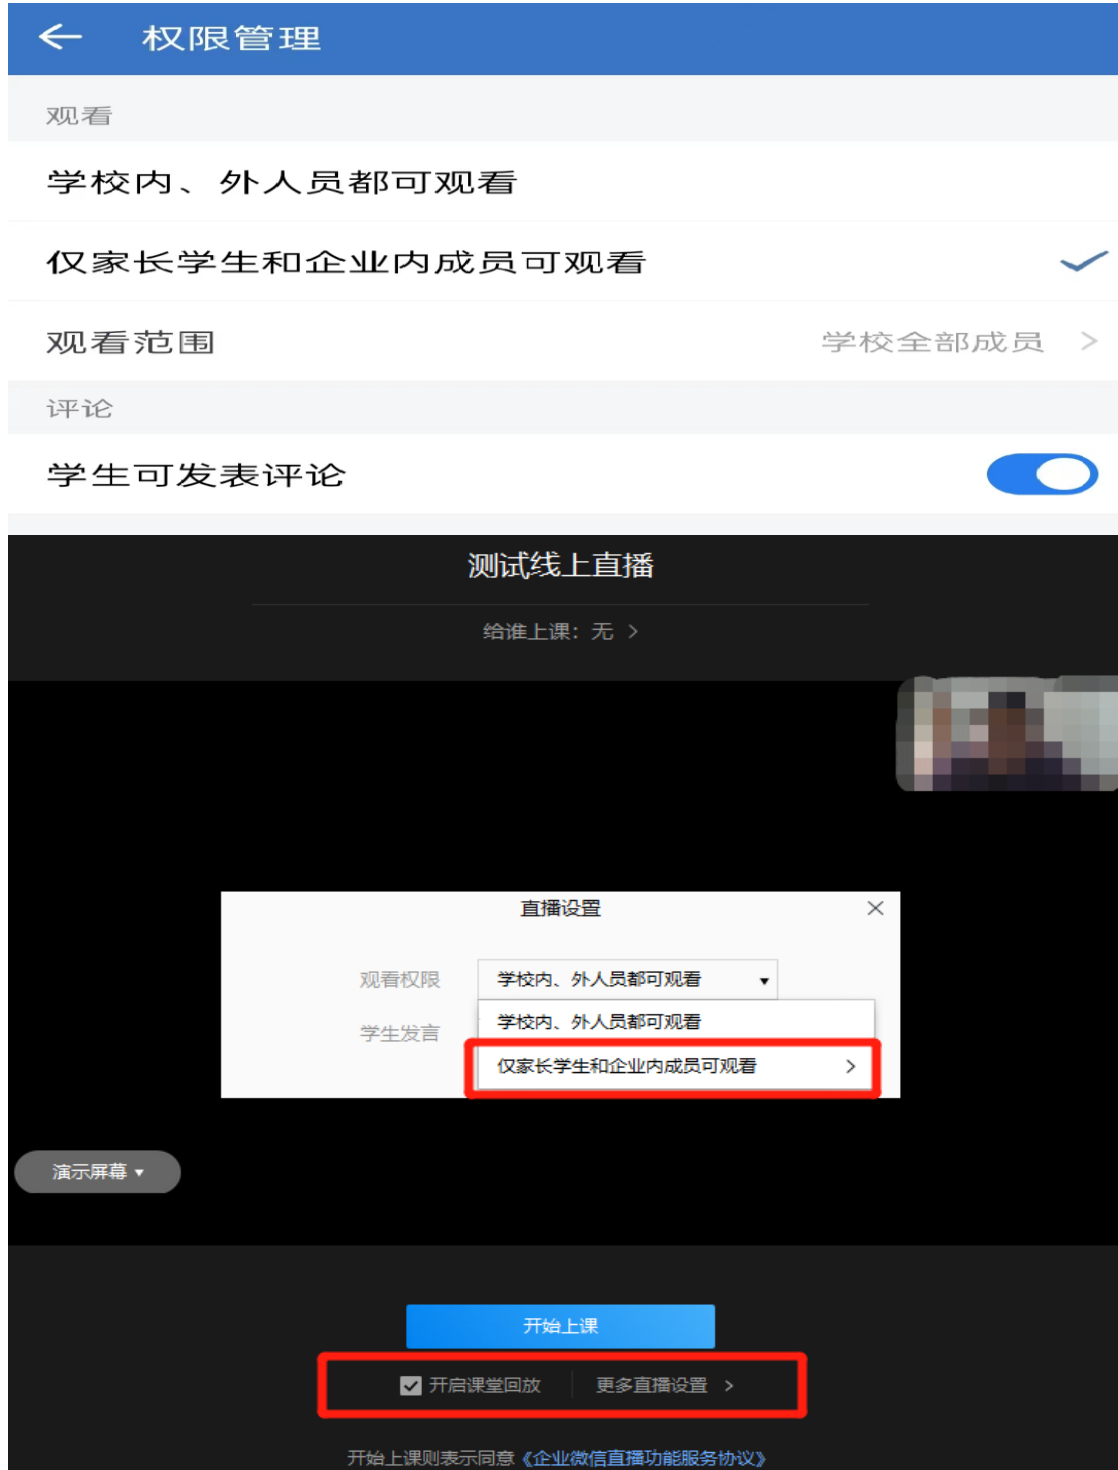 权限管理
观看
学校内、外人员都可观看
仅家长学生和企业内成员可观看
观看范围 学校全部成员
评论
学生可发表评论
测试线上直播
给谁上课：无
直播设置
观看权限 学校内、外人员都可观看
学校内、外人员都可观看
学生发言
仅家长学生和企业内成员可观看
演示屏幕
开始上课
开启课堂回放 更多直播设置
开始上课则表示同意《企业微信直播功能服务协议》